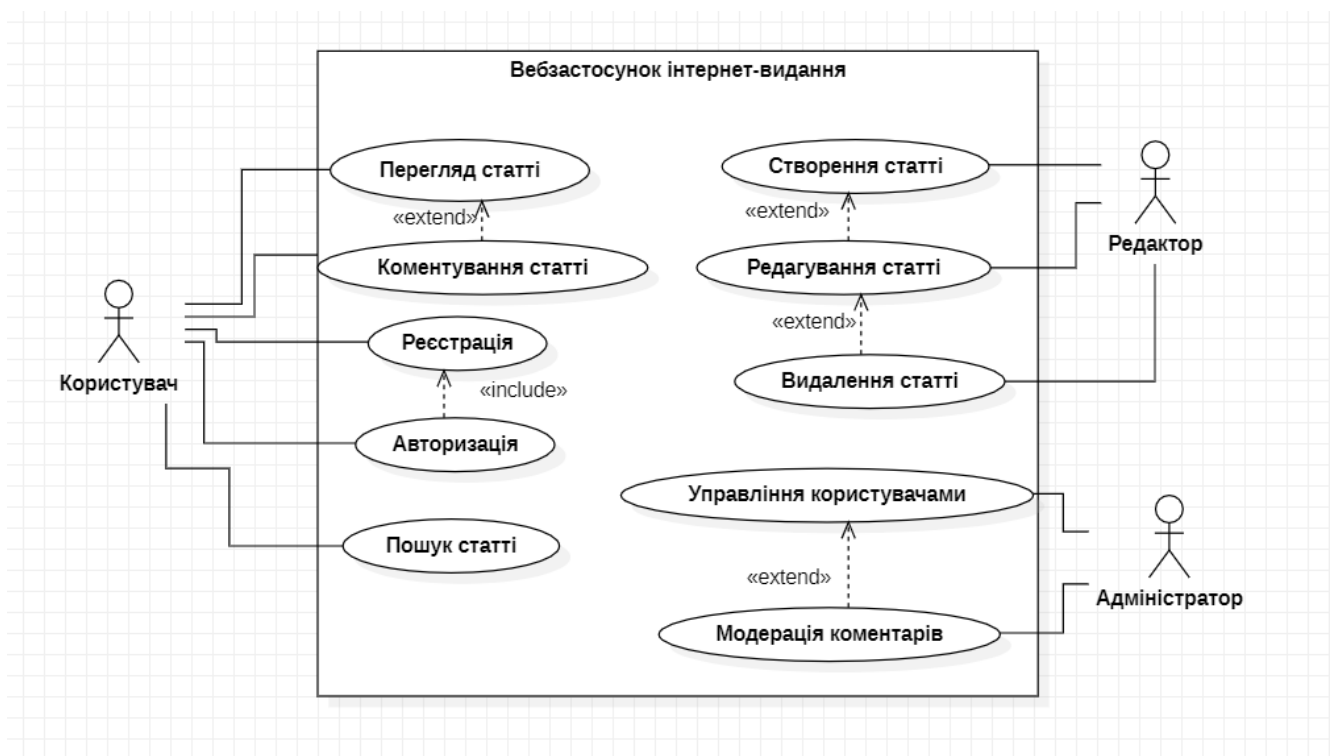 Вебзастосунок інтернет-видання
Перегляд статті
«extend»
Коментування статті
Реєстрація
«include»
Авторизація
Пошук статті
Користувач
Створення статті
«extend»
Редагування статті
«extend»
Видалення статті
Редактор
Управління користувачами
«extend»
Модерація коментарів
Адміністратор